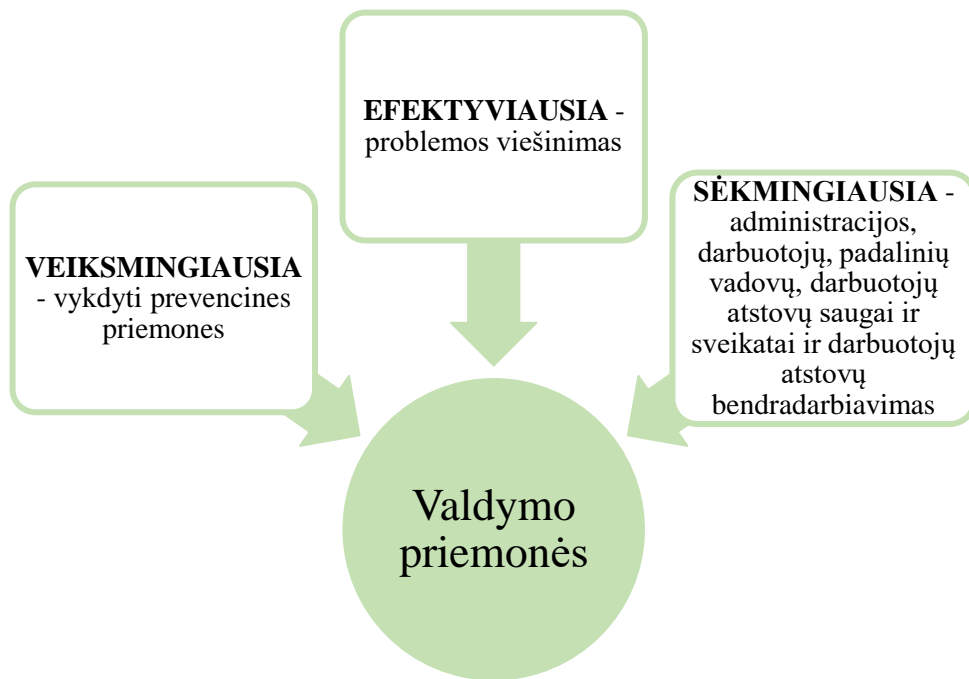 EFEKTYVIAUSIA -
problemos viešinimas
VEIKSMINGIAUSIA
- vykdyti prevencines
priemones
SĖKMINGIAUSIA -
administracijos,
darbuotojų, padalinių
vadovų, darbuotojų
atstovų saugai ir
sveikatai ir darbuotojų
atstovų
bendradarbiavimas
Valdymo
priemonės